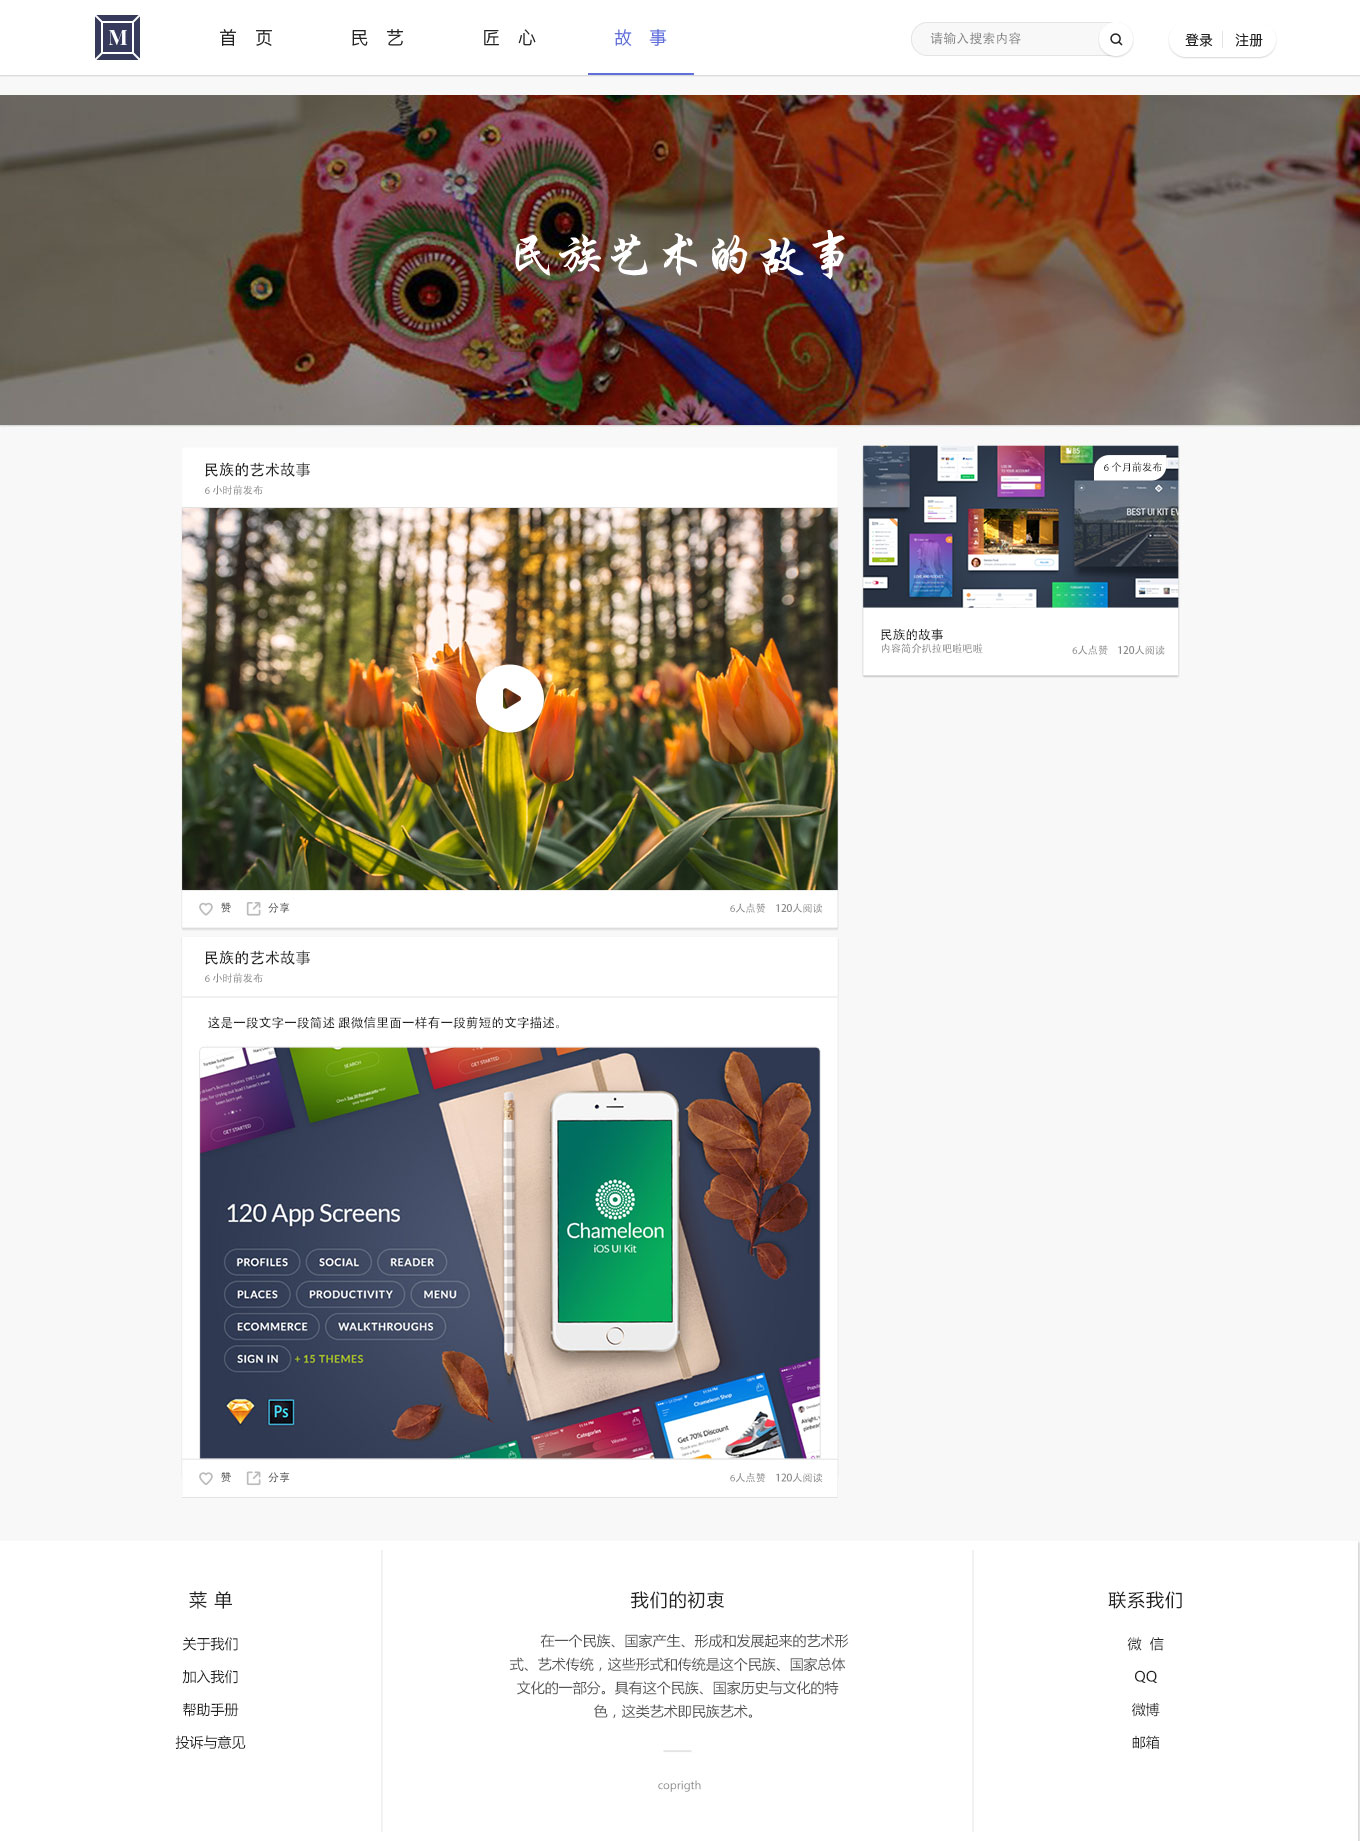 M
首 页
民 艺
匠 心
故 事
请输入搜索内容
登录
注册
民族艺术的故事
民族的艺术故事
6 小时前发布
赞
分享
6人点赞 120人阅读
6 个月前发布
BEST UI KIT EV
民族的故事
内容简介扒拉吧啦吧啦
6人点赞 120人阅读
民族的艺术故事
6 小时前发布
这是一段文字一段简述 跟微信里面一样有一段剪短的文字描述。
GET STARTED
SEARCH
GET STARTED
120 App Screens
PROFILES
SOCIAL
READER
PLACES
PRODUCTIVITY
MENU
ECOMMERCE
WALKTHROUGHS
SIGN IN
+ 15 THEMES
Ps
Chameleon
iOS UI Kit
Categories
Women
Chameleon Shop
Get 70% Discount
赞
分享
6人点赞 120人阅读
菜 单
关于我们
加入我们
帮助手册
投诉与意见
我们的初衷
在一个民族、国家产生、形成和发展起来的艺术形
式、艺术传统，这些形式和传统是这个民族、国家总体
文化的一部分。具有这个民族、国家历史与文化的特
色，这类艺术即民族艺术。
coprigth
联系我们
微 信
QQ
微博
邮箱